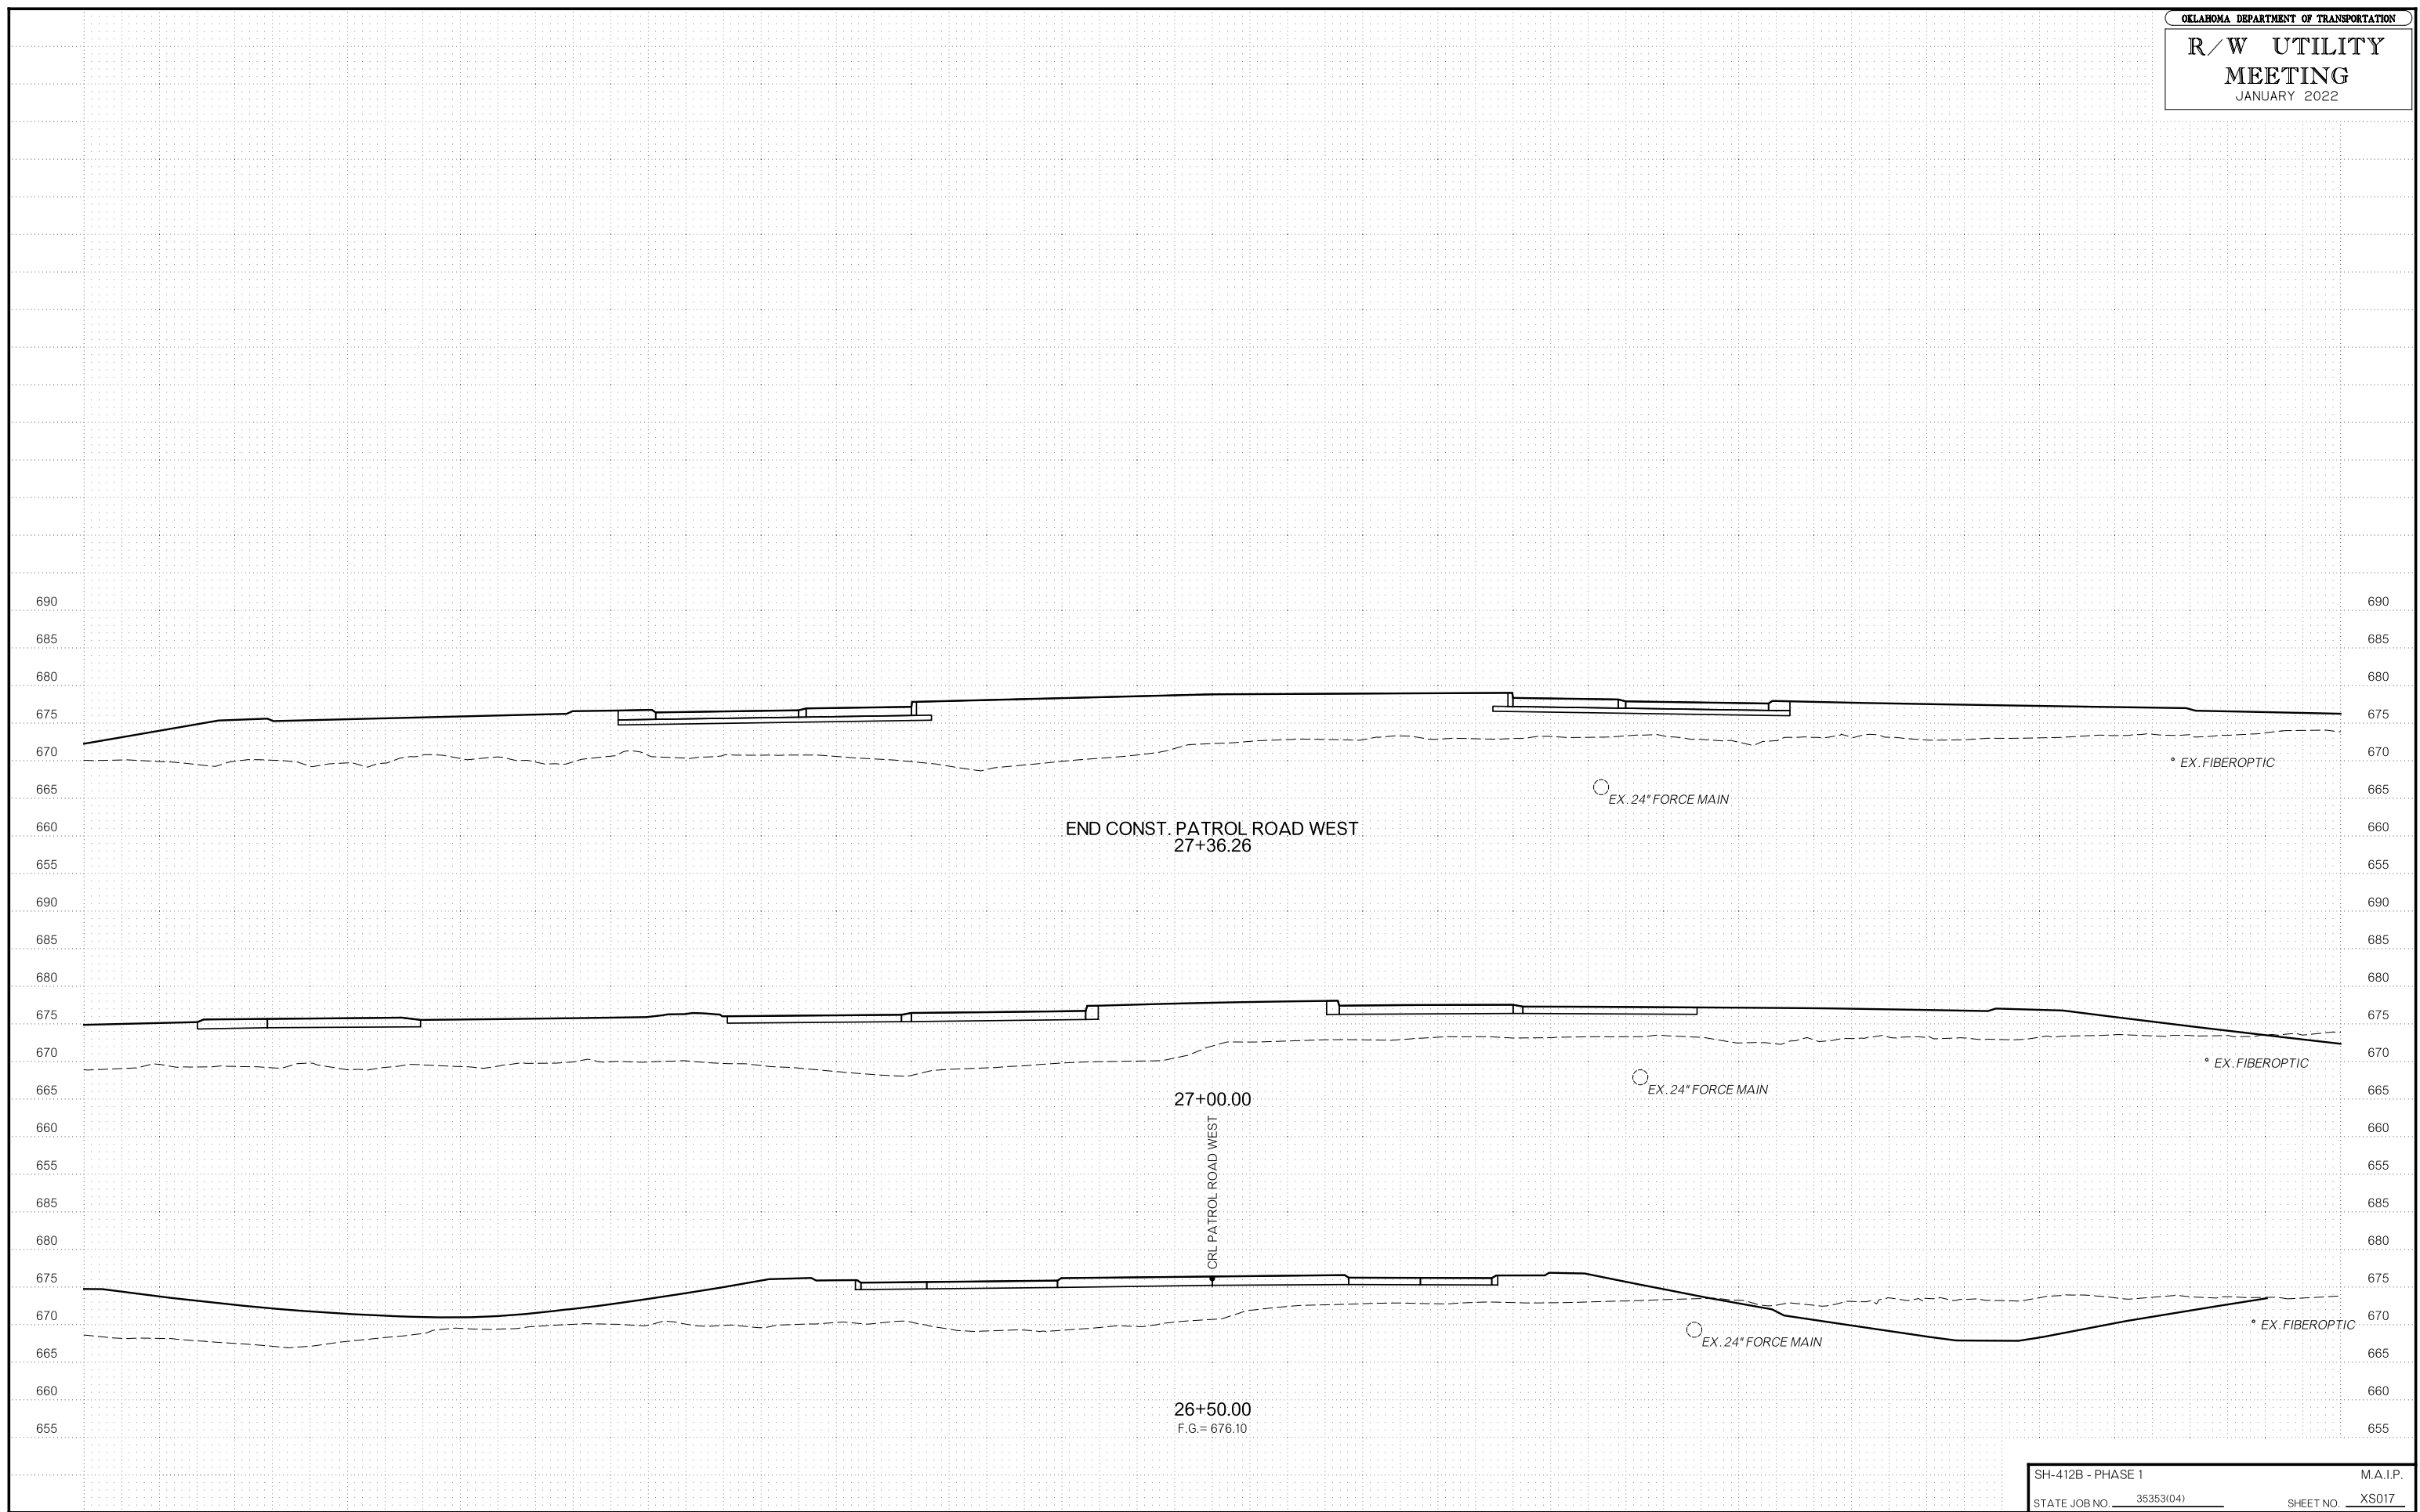 OKLAHOMA DEPARTMENT OF TRANSPORTATION
R/W UTILITY
MEETING
JANUARY 2022
690 690
685 685
680 680
675 675
670 670
° EX. FIBEROPTIC
665 665
EX. 24" FORCE MAIN
660 660
END CONST. PATROL ROAD WEST
27+36.26
655 655
690 690
685 685
680 680
675 675
670 670
° EX. FIBEROPTIC
665 665
EX. 24" FORCE MAIN
27+00.00
660 660
655 655
CRL PATROL ROAD WEST
685 685
680 680
675 675
670 670
° EX. FIBEROPTIC
EX. 24" FORCE MAIN
665 665
660 660
26+50.00
F.G.= 676.10
655 655
SH-412B - PHASE 1 M.A.I.P.
STATE JOB NO. 35353(04) SHEET NO. XS017